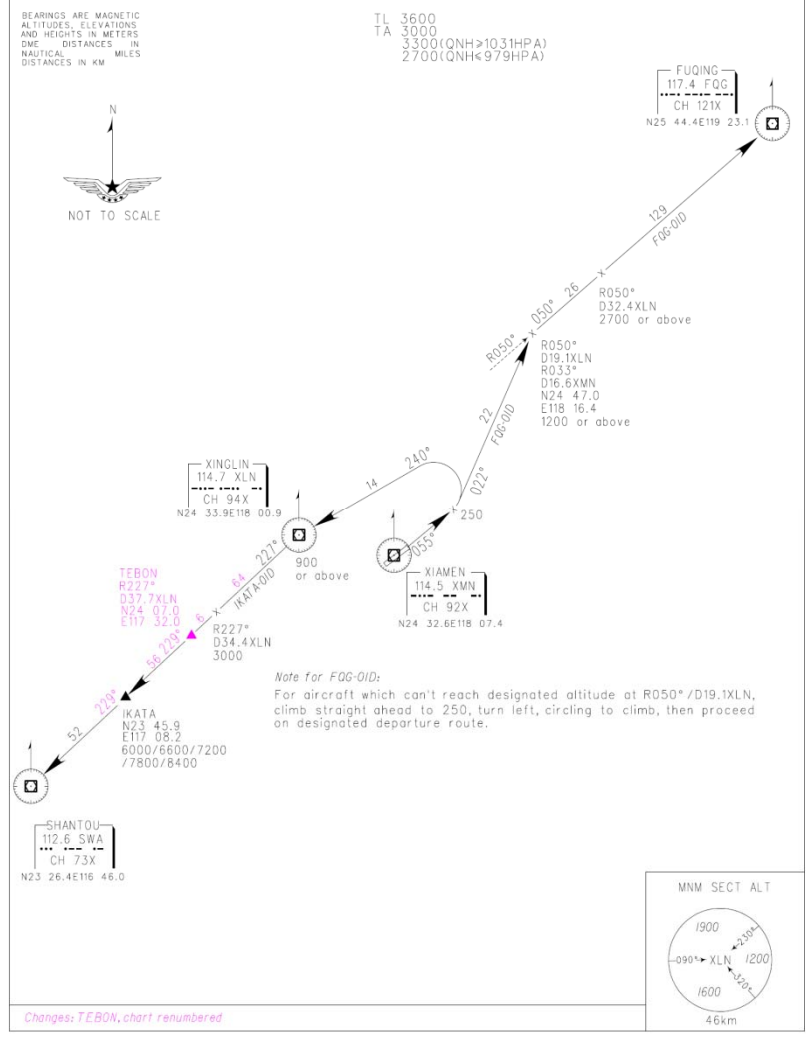 BEARINGS ARE MAGNETIC
ALTITUDES, ELEVATIONS
AND HEIGHTS IN METERS
DME DISTANCES IN
NAUTICAL MILES
DISTANCES IN KM
TL 3600
TA 3000
3300(QNH≥1031HPA)
2700(QNH≤979HPA)
N
NOT TO SCALE
FUQING
117.4 FQG
CH 121X
N25 44.4E119 23.1
129
FQG-01D
26
050°
R050°
D32.4XLN
2700 or above
R050°
R050°
D19.1XLN
R033°
D16.6XMN
N24 47.0
E118 16.4
1200 or above
22
FQG-01D
022°
240°
14
250
055°
XINGLIN
114.7 XLN
CH 94X
N24 33.9E118 00.9
900
or above
XIAMEN
114.5 XMN
CH 92X
N24 32.6E118 07.4
227°
64
IKATA-01D
TEBON
R227°
D37.7XLN
N24 07.0
E117 32.0
6
R227°
D34.4XLN
3000
229°
56
IKATA
N23 45.9
E117 08.2
6000/6600/7200
/7800/8400
229°
52
SHANTOU
112.6 SWA
CH 73X
N23 26.4E116 46.0
Note for FQG-01D:
For aircraft which can't reach designated altitude at R050°/D19.1XLN,
climb straight ahead to 250, turn left, circling to climb, then proceed
on designated departure route.
MNM SECT ALT
1900
230°
090°
XLN
1200
320°
1600
46km
Changes: TEBON, chart renumbered